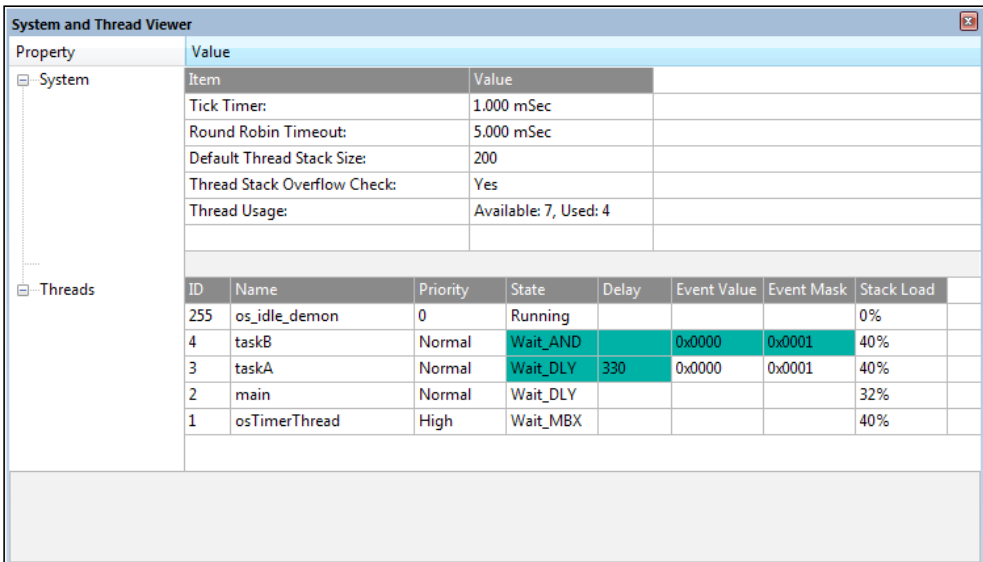 System and Thread Viewer
Property Value
System
Item Value
Tick Timer: 1.000 mSec
Round Robin Timeout: 5.000 mSec
Default Thread Stack Size: 200
Thread Stack Overflow Check: Yes
Thread Usage: Available: 7, Used: 4
Threads
ID Name Priority State Delay Event Value Event Mask Stack Load
255 os_idle_demon 0 Running 0%
4 taskB Normal Wait_AND 0x0000 0x0001 40%
3 taskA Normal Wait_DLY 330 0x0000 0x0001 40%
2 main Normal Wait_DLY 32%
1 osTimerThread High Wait_MBX 40%